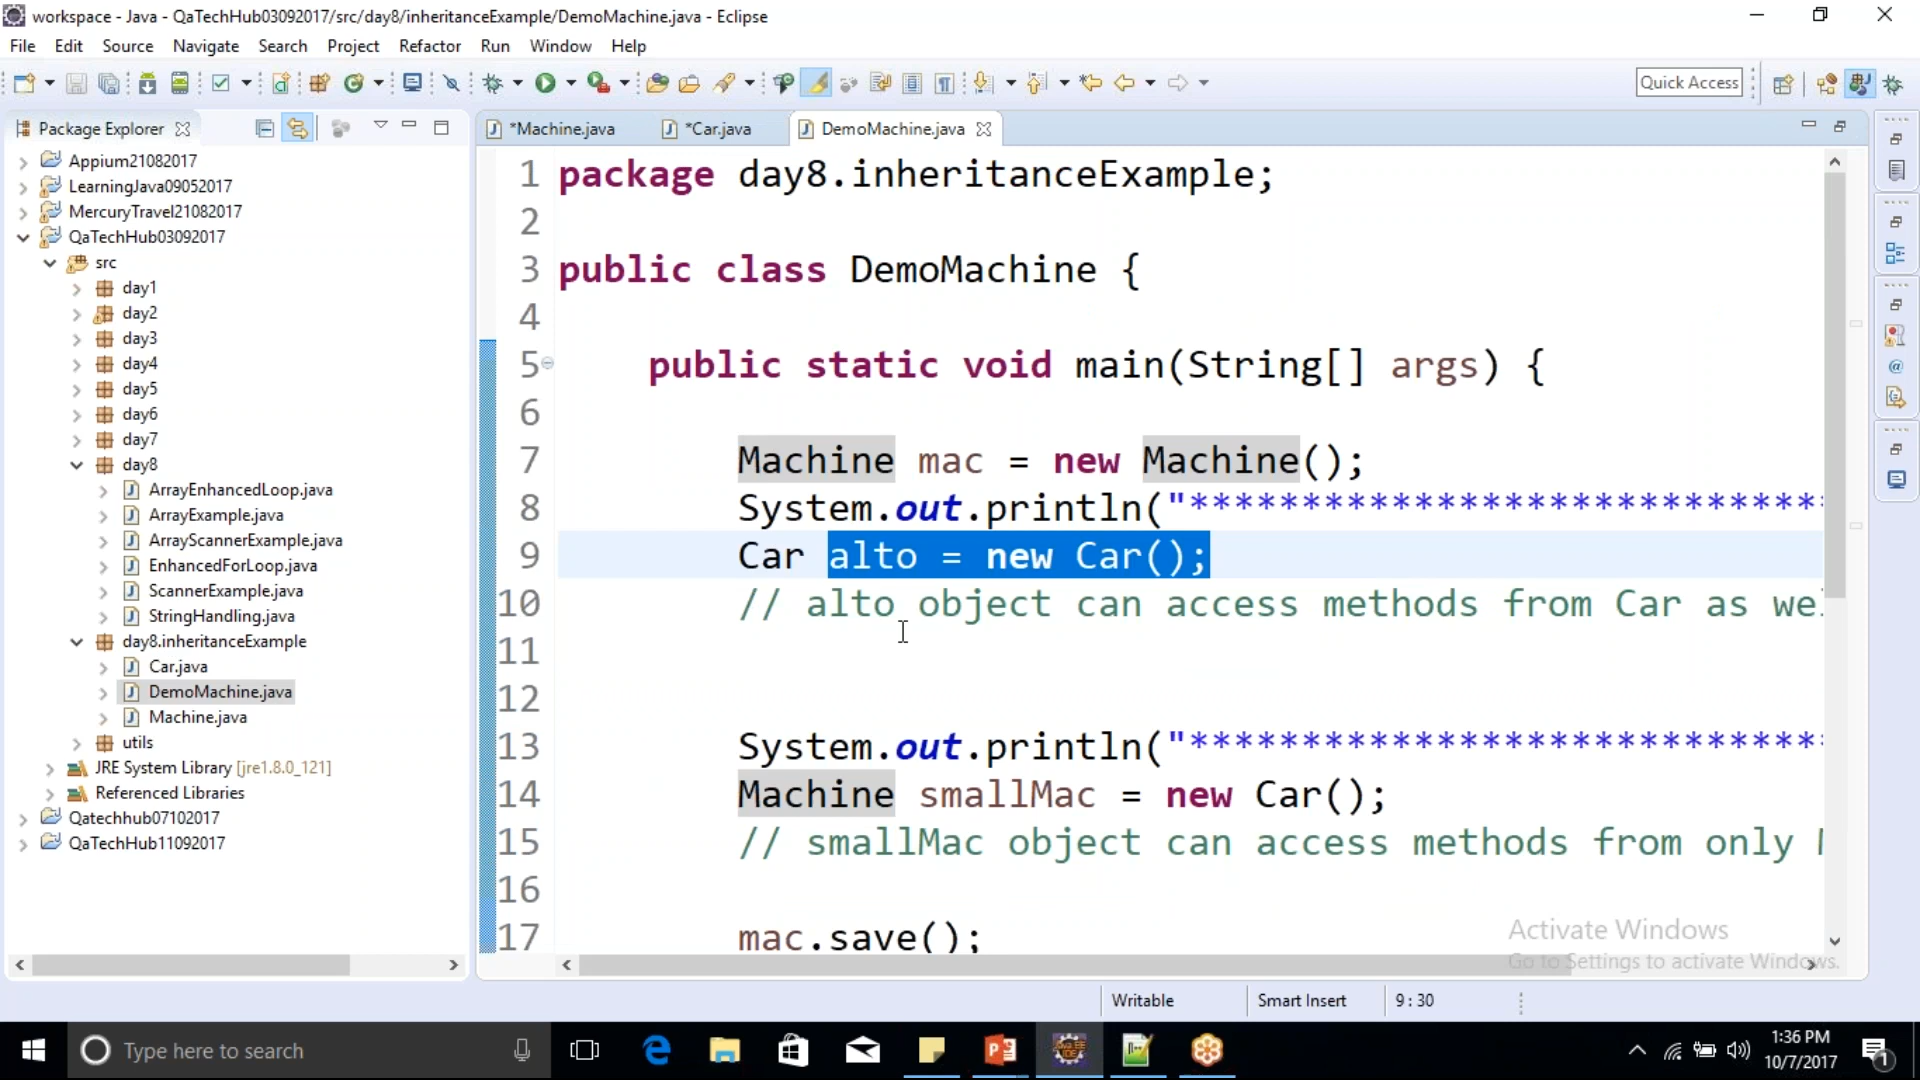 workspace - Java - QaTechHub03092017/src/day8/inheritanceExample/DemoMachine.java - Eclipse
File Edit Source Navigate Search Project Refactor Run Window Help
Quick Access
Package Explorer
*Machine.java
*Car.java
DemoMachine.java
Appium21082017
LearningJava09052017
MercuryTravel21082017
QaTechHub03092017
src
day1
day2
day3
day4
day5
day6
day7
day8
ArrayEnhancedLoop.java
ArrayExample.java
ArrayScannerExample.java
EnhancedForLoop.java
ScannerExample.java
StringHandling.java
day8.inheritanceExample
Car.java
DemoMachine.java
Machine.java
utils
JRE System Library [jre1.8.0_121]
Referenced Libraries
Qatechhub07102017
QaTechHub11092017
1 package day8.inheritanceExample;
2
3 public class DemoMachine {
4
5 public static void main(String[] args) {
6
7 Machine mac = new Machine();
8 System.out.println("****************************
9 Car alto = new Car();
10 // alto object can access methods from Car as we
11
12
13 System.out.println("****************************
14 Machine smallMac = new Car();
15 // smallMac object can access methods from only
16
17 mac.save();
Activate Windows
Go to Settings to activate Windows.
Writable Smart Insert 9 : 30
Type here to search
1:36 PM
10/7/2017
1